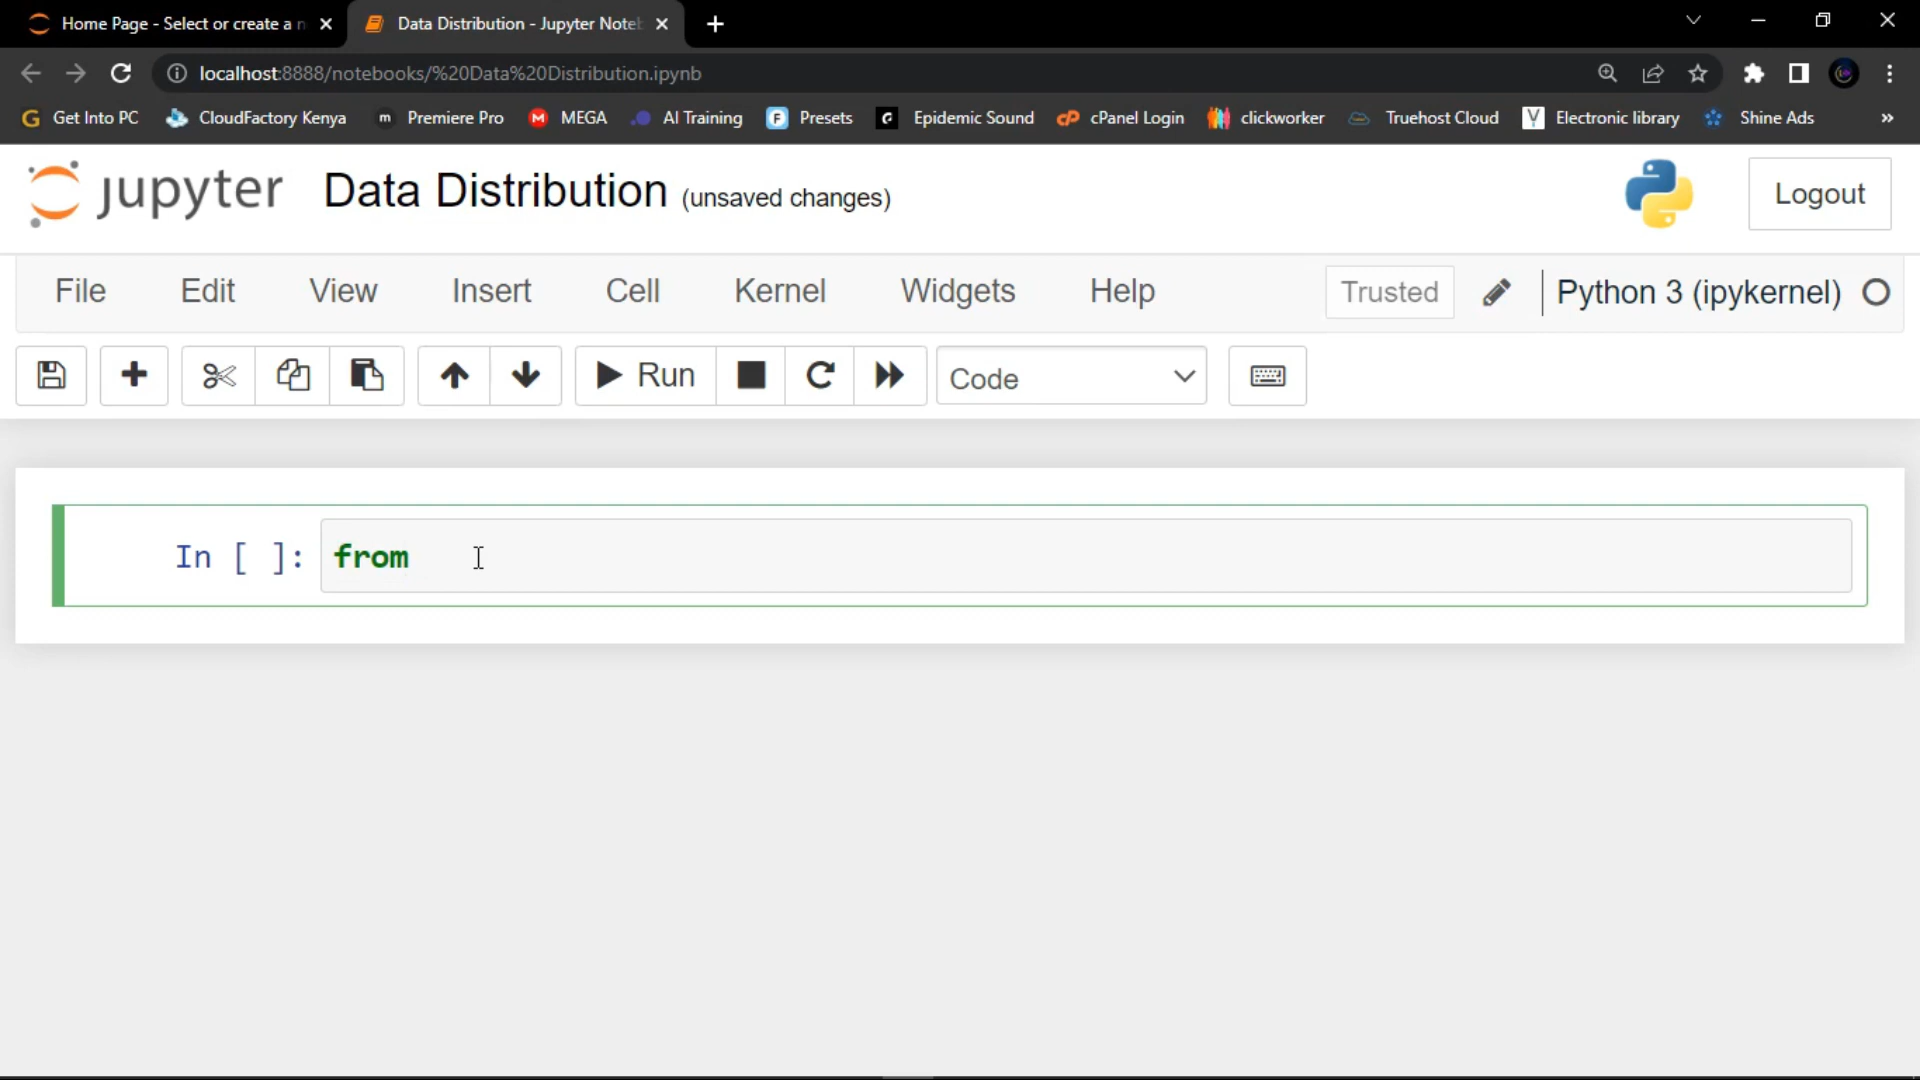 Home Page - Select or create a n
Data Distribution - Jupyter Note
localhost:8888/notebooks/%20Data%20Distribution.ipynb
Get Into PC
CloudFactory Kenya
m Premiere Pro
M MEGA
AI Training
F Presets
Epidemic Sound
cP cPanel Login
clickworker
Truehost Cloud
Y Electronic library
Shine Ads
»
jupyter Data Distribution (unsaved changes)
Logout
File Edit View Insert Cell Kernel Widgets Help
Trusted
Python 3 (ipykernel)
Run
Code
In [ ]: from